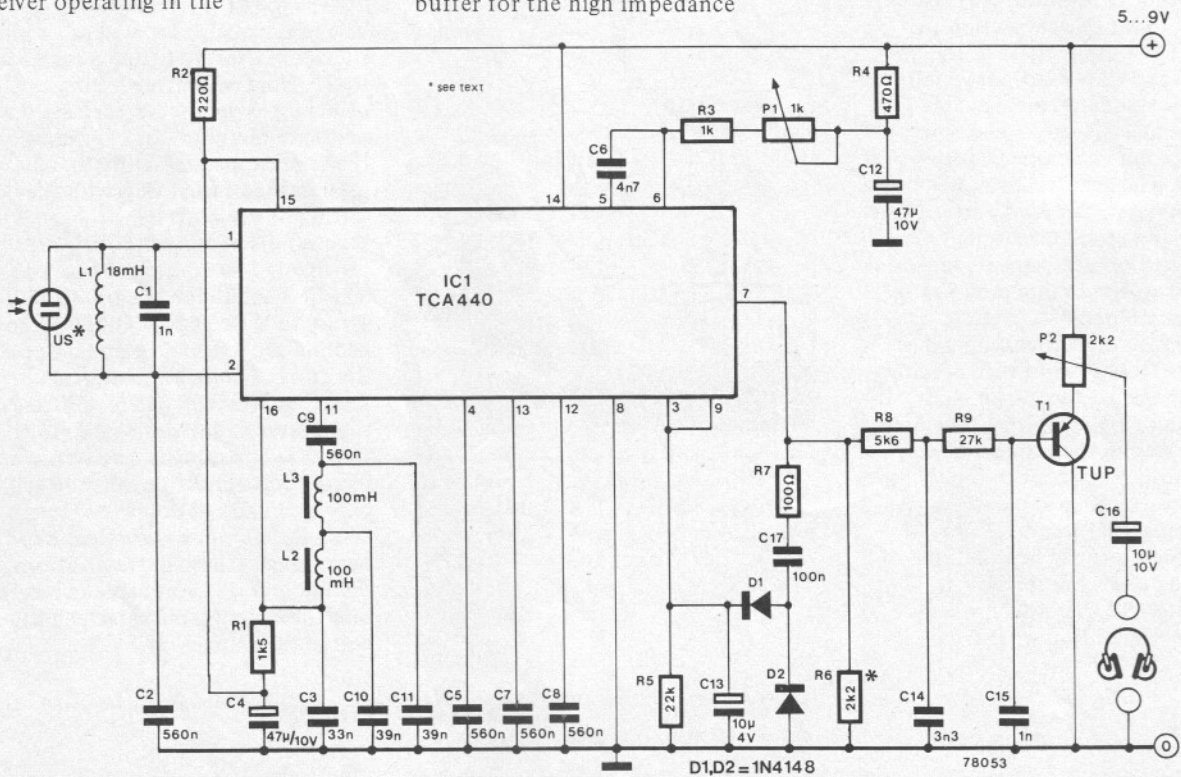 eiver operating in the
buffer for the high impedance
5...9V
+
R2
220Ω
* see text
R4
470Ω
R3
1k
P1 1k
C6
4n7
C12
47µ
10V
15
14
5
6
1
L1
18mH
C1
1n
US*
2
IC1
TCA440
7
P2
2k2
16
11
4
13
12
8
3
9
C9
560n
L3
100mH
L2
100
mH
R1
1k5
R8
5k6
R9
27k
T1
TUP
R7
100Ω
C17
100n
C16
10µ
10V
D1
C2
560n
C4
47µ/10V
C3
33n
C10
39n
C11
39n
C5
560n
C7
560n
C8
560n
R5
22k
C13
10µ
4V
D2
R6
2k2
*
C14
3n3
C15
1n
0
D1,D2=1N4148
78053